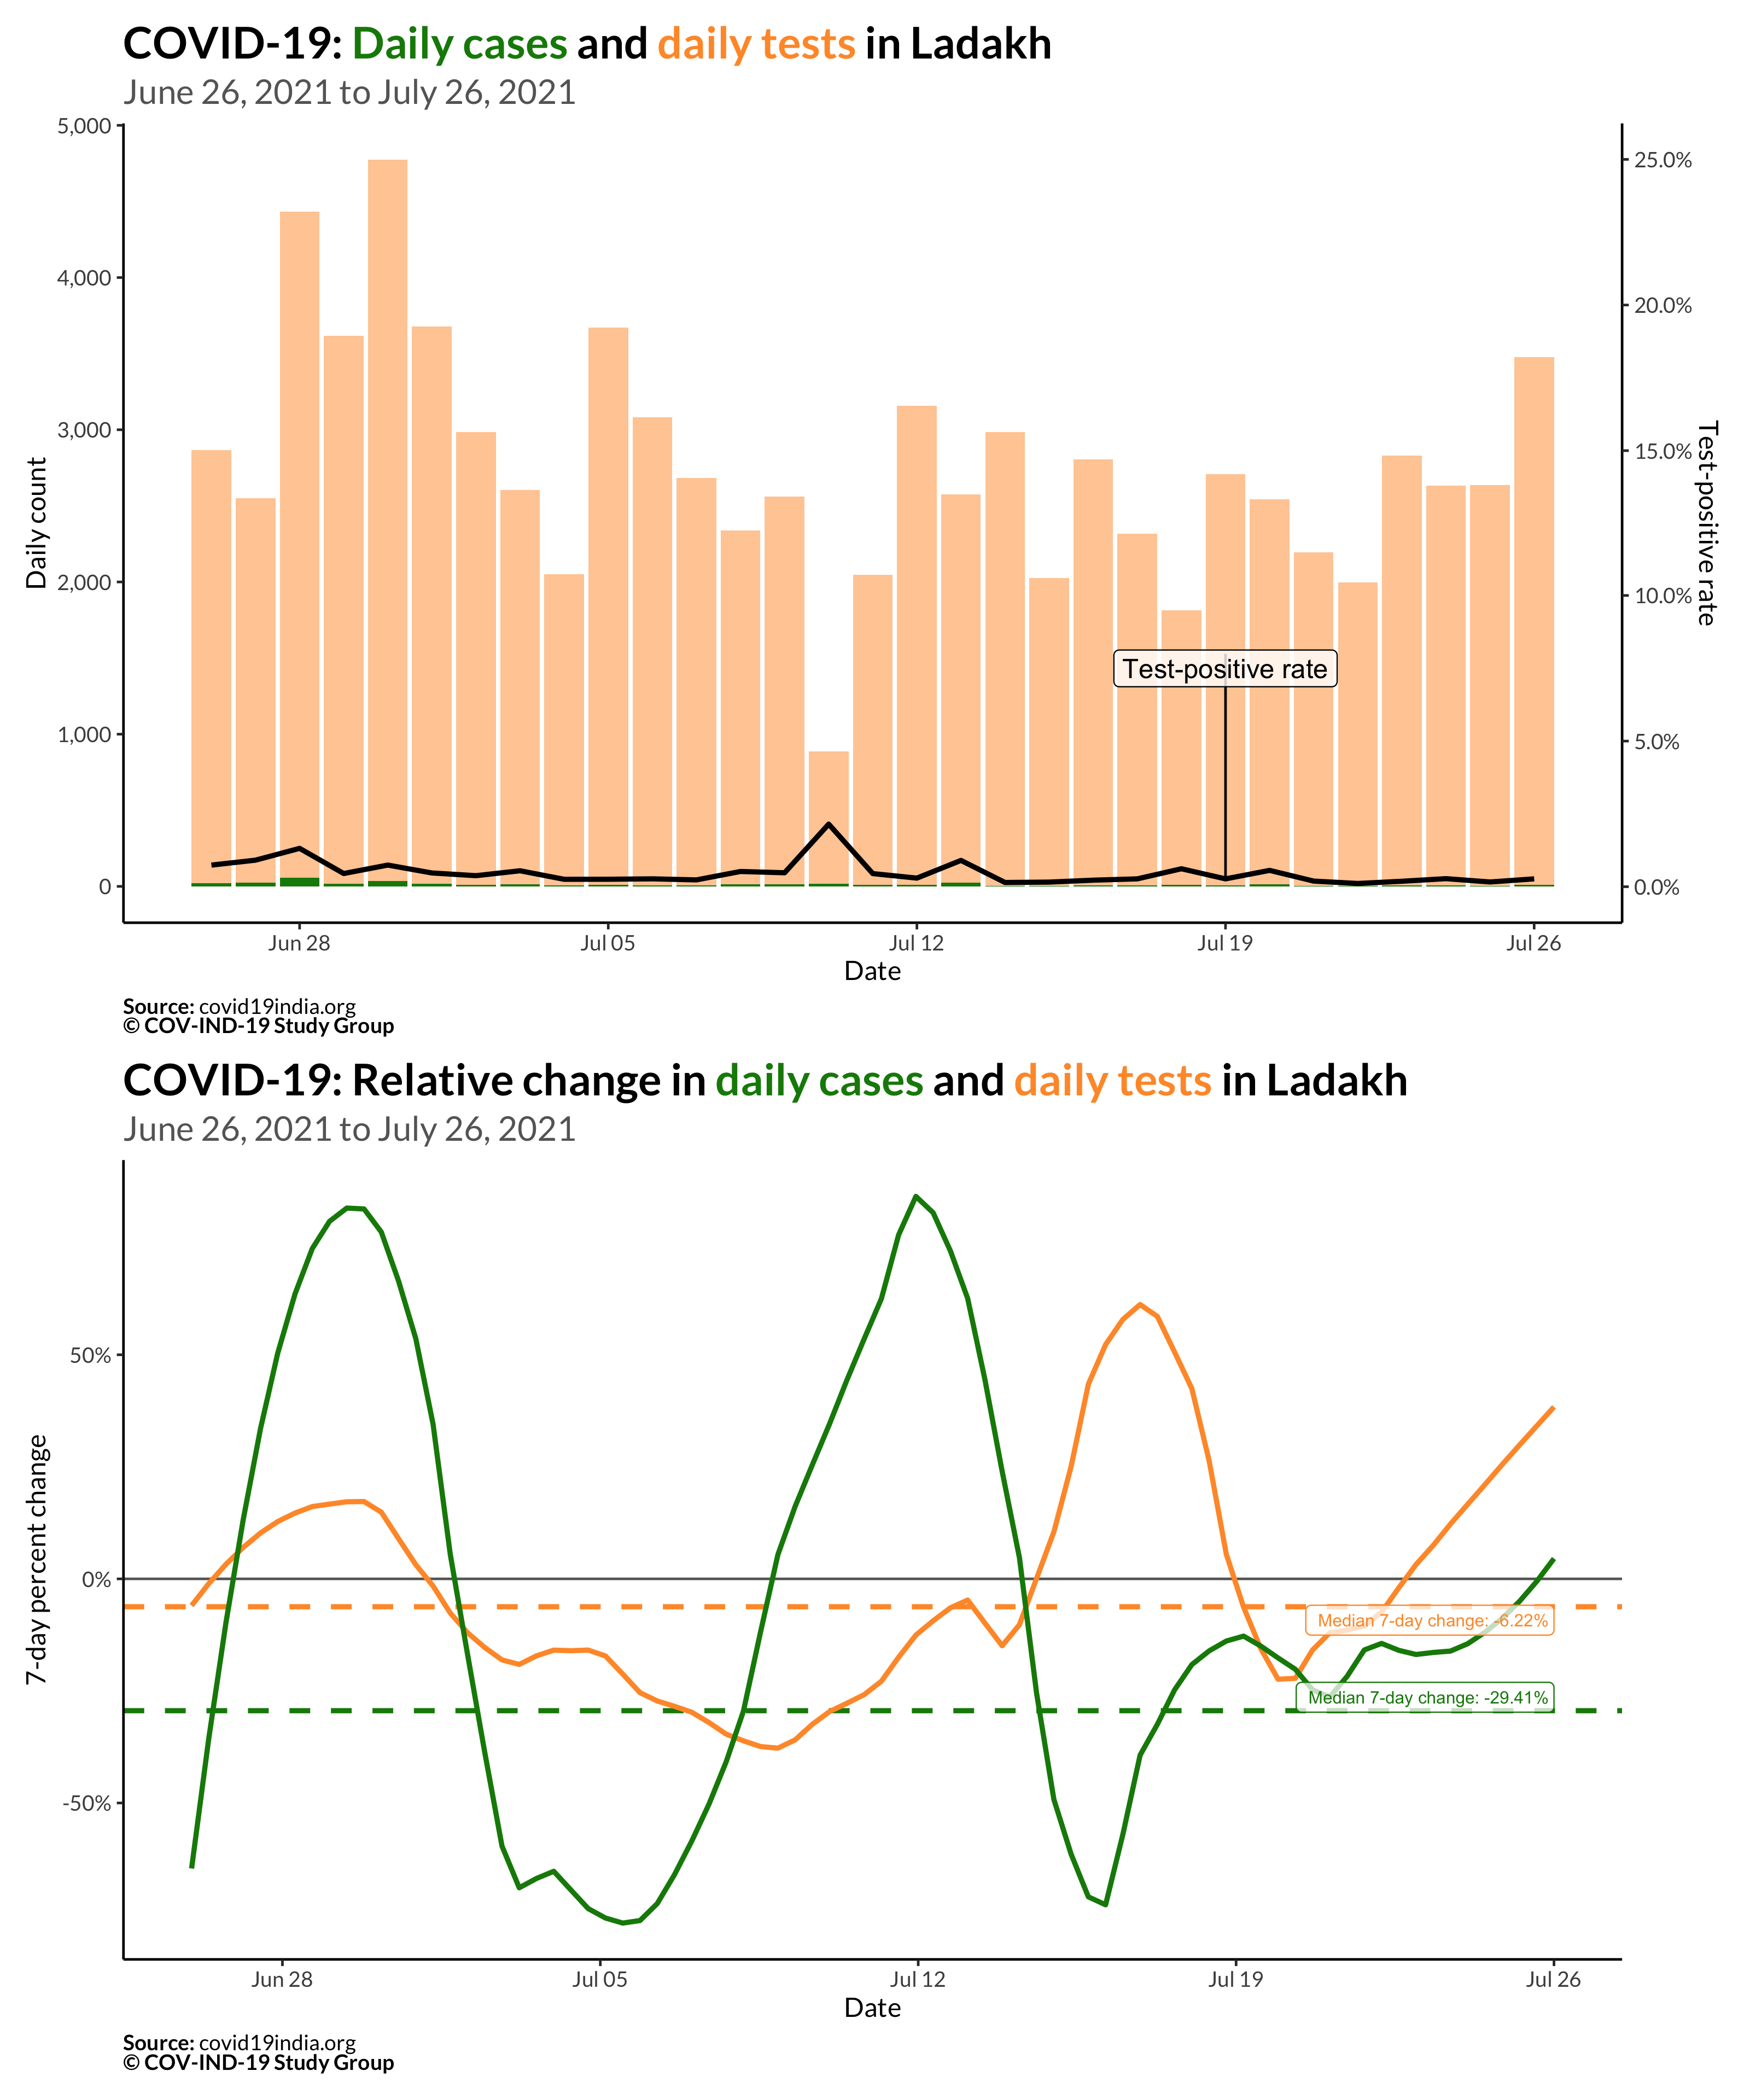 COVID-19: Daily cases and daily tests in Ladakh
June 26, 2021 to July 26, 2021
5,000
4,000
3,000
2,000
1,000
0
Daily count
25.0%
20.0%
15.0%
10.0%
5.0%
0.0%
Test-positive rate
Test-positive rate
Jun 28
Jul 05
Jul 12
Jul 19
Jul 26
Date
Source: covid19india.org
© COV-IND-19 Study Group
COVID-19: Relative change in daily cases and daily tests in Ladakh
June 26, 2021 to July 26, 2021
50%
0%
-50%
7-day percent change
Median 7-day change: -6.22%
Median 7-day change: -29.41%
Jun 28
Jul 05
Jul 12
Jul 19
Jul 26
Date
Source: covid19india.org
© COV-IND-19 Study Group